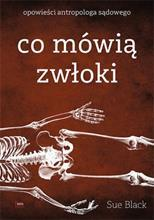 opowieści antropologa sądowego
co mówią
zwłoki
Sue Black